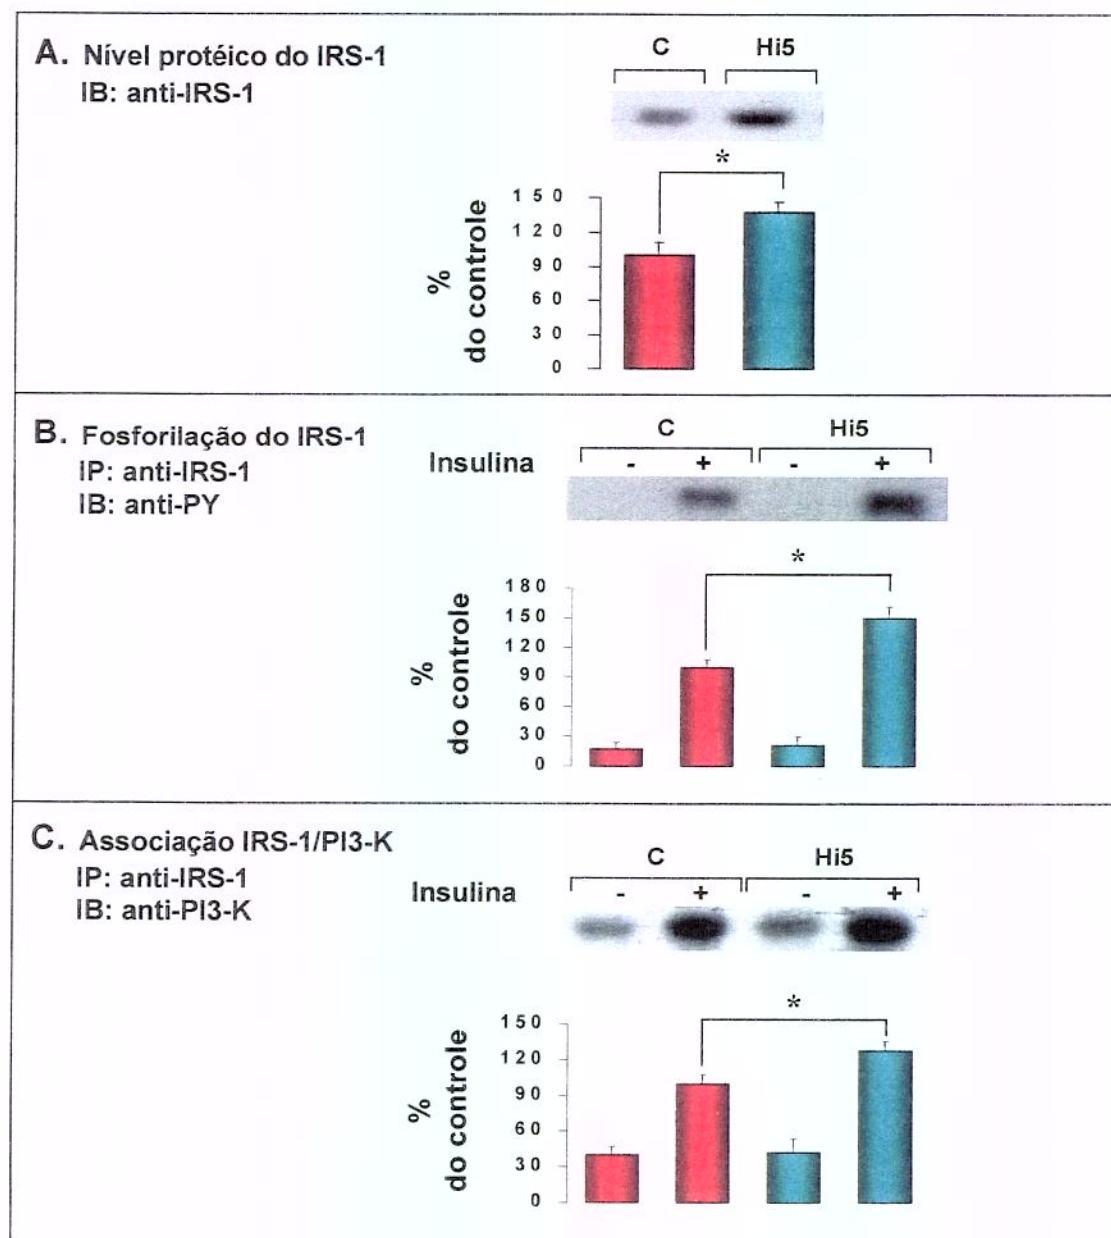 A. Nível protéico do IRS-1
IB: anti-IRS-1
C Hi5
*
%
do controle
150
120
90
60
30
0
B. Fosforilação do IRS-1
IP: anti-IRS-1
IB: anti-PY
C Hi5
Insulina - + - +
*
%
do controle
180
150
120
90
60
30
0
C. Associação IRS-1/PI3-K
IP: anti-IRS-1
IB: anti-PI3-K
C Hi5
Insulina - + - +
*
%
do controle
150
120
90
60
30
0